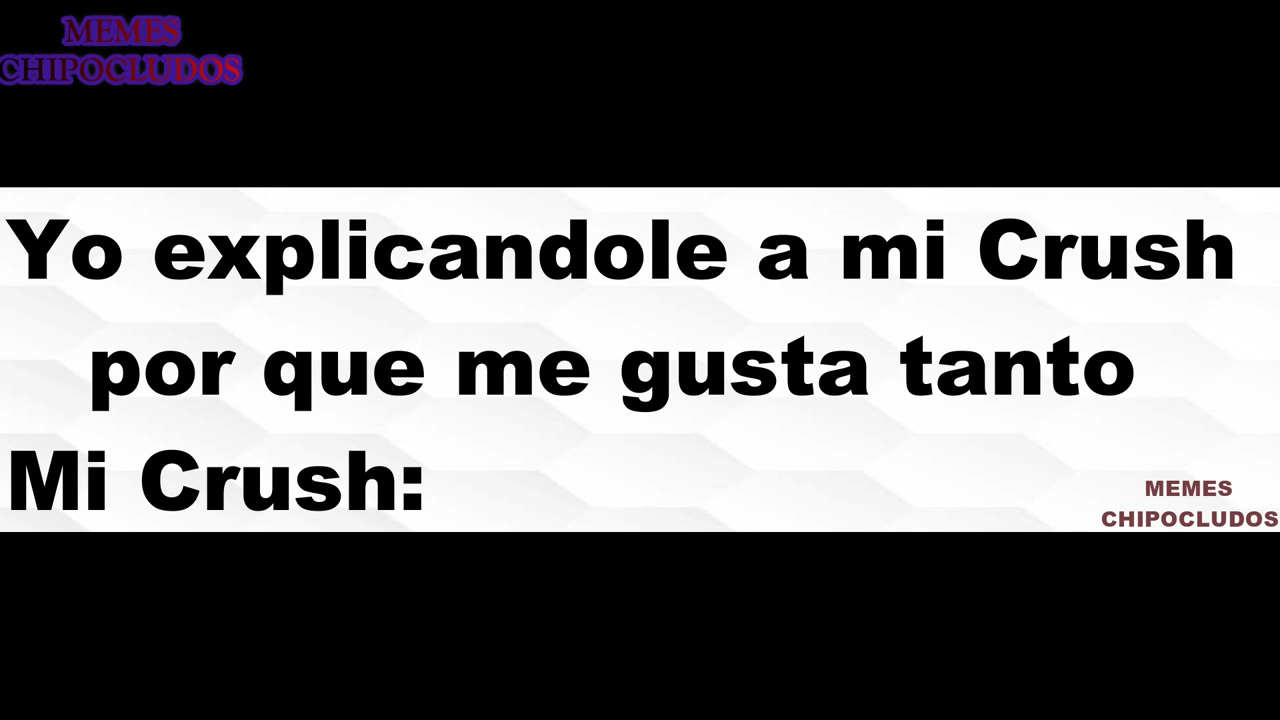 MEMES
CHIPOCLUDOS
Yo explicandole a mi Crush
por que me gusta tanto
Mi Crush:
MEMES
CHIPOCLUDOS